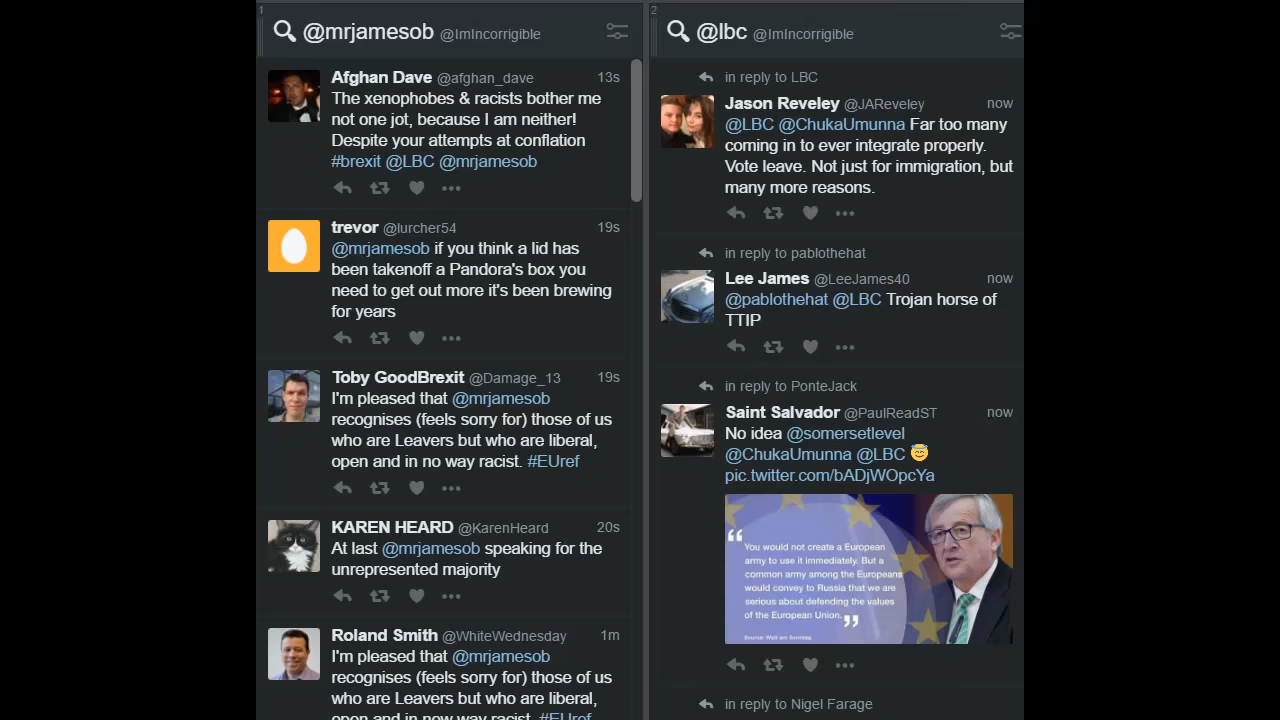 1
@mrjamesob @ImIncorrigible
Afghan Dave @afghan_dave 13s
The xenophobes & racists bother me
not one jot, because I am neither!
Despite your attempts at conflation
#brexit @LBC @mrjamesob
trevor @lurcher54 19s
@mrjamesob if you think a lid has
been takenoff a Pandora's box you
need to get out more it's been brewing
for years
Toby GoodBrexit @Damage_13 19s
I'm pleased that @mrjamesob
recognises (feels sorry for) those of us
who are Leavers but who are liberal,
open and in no way racist. #EUref
KAREN HEARD @KarenHeard 20s
At last @mrjamesob speaking for the
unrepresented majority
Roland Smith @WhiteWednesday 1m
I'm pleased that @mrjamesob
recognises (feels sorry for) those of us
who are Leavers but who are liberal,
open and in now way racist. #EUref
2
@lbc @ImIncorrigible
in reply to LBC
Jason Reveley @JAReveley now
@LBC @ChukaUmunna Far too many
coming in to ever integrate properly.
Vote leave. Not just for immigration, but
many more reasons.
in reply to pablothehat
Lee James @LeeJames40 now
@pablothehat @LBC Trojan horse of
TTIP
in reply to PonteJack
Saint Salvador @PaulReadST now
No idea @somersetlevel
@ChukaUmunna @LBC 😇
pic.twitter.com/bADjWOpcYa
“You would not create a European
army to use it immediately. But a
common army among the Europeans
would convey to Russia that we are
serious about defending the values
of the European Union.”
Source: Welt am Sonntag
in reply to Nigel Farage